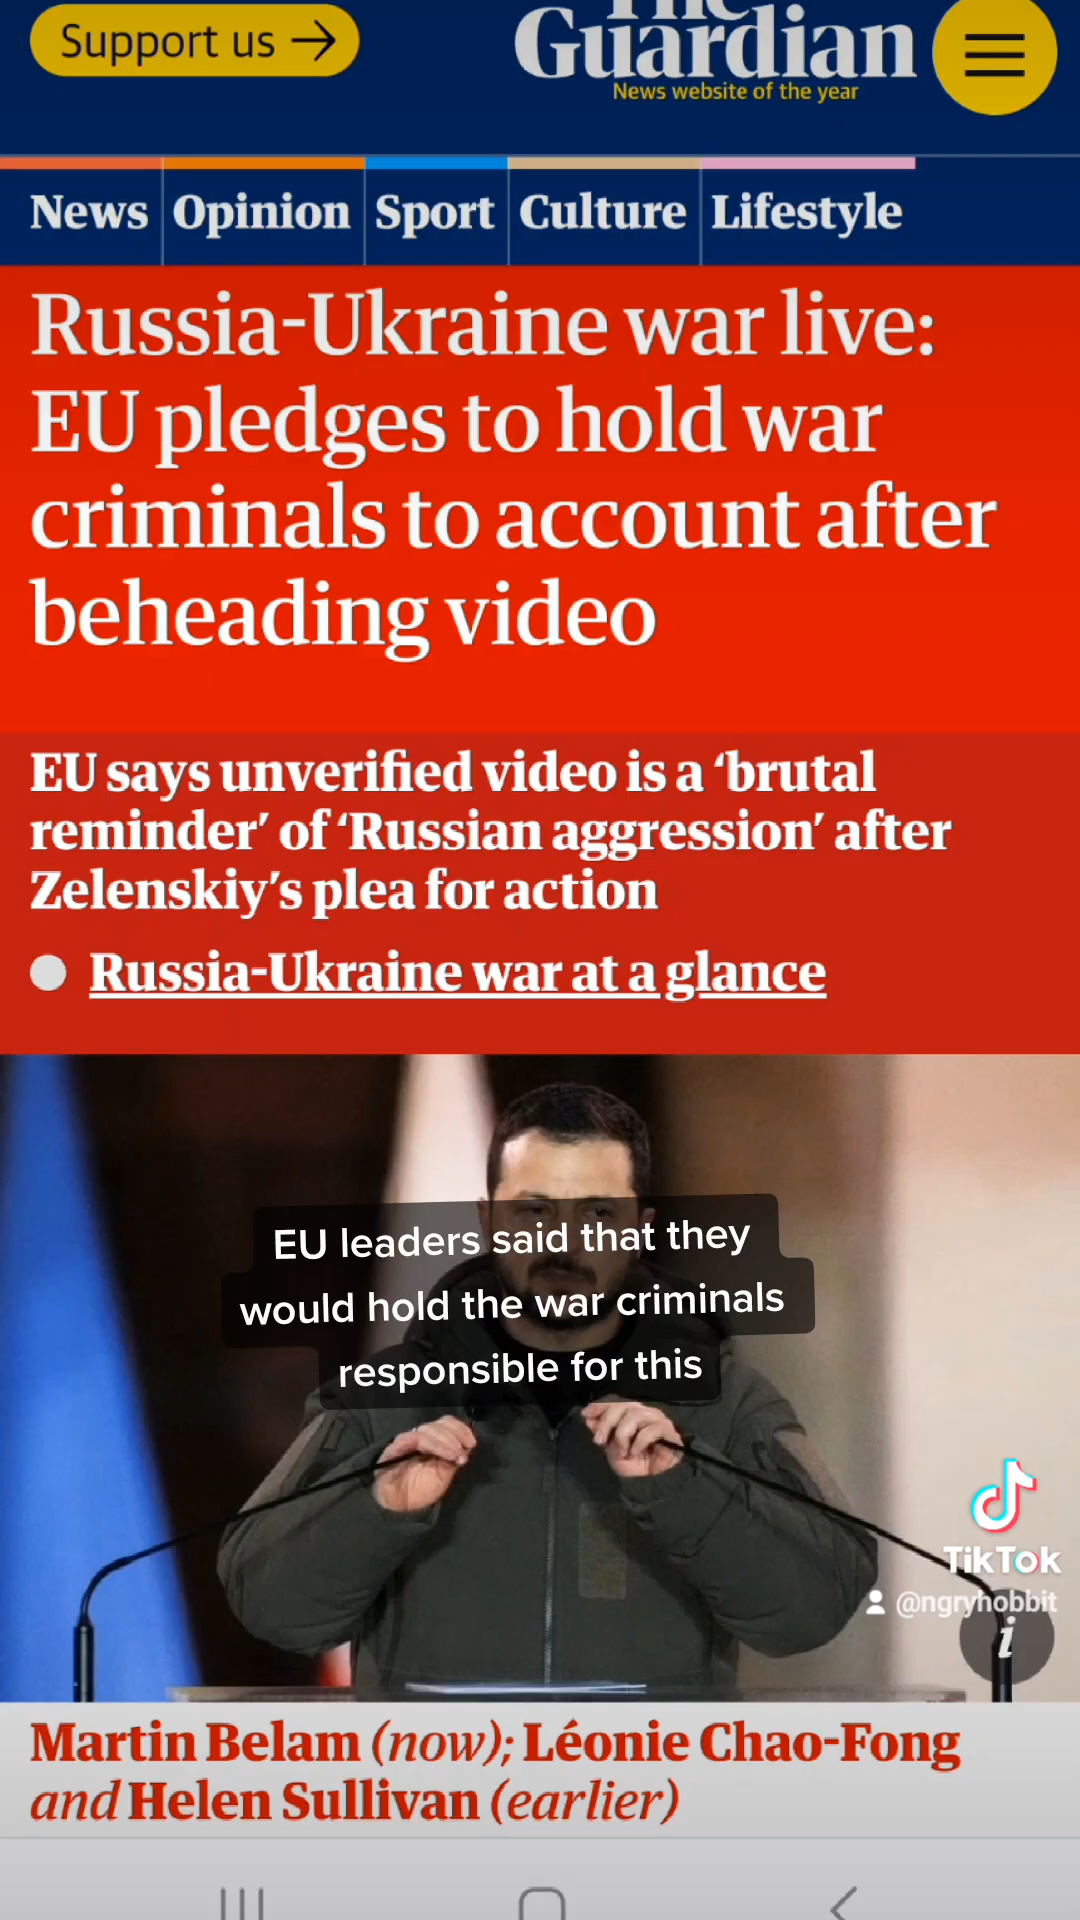 Support us →
The
Guardian
News website of the year
News Opinion Sport Culture Lifestyle
Russia-Ukraine war live:
EU pledges to hold war
criminals to account after
beheading video
EU says unverified video is a ‘brutal
reminder’ of ‘Russian aggression’ after
Zelenskiy’s plea for action
Russia-Ukraine war at a glance
EU leaders said that they
would hold the war criminals
responsible for this
TikTok
@ngryhobbit
i
Martin Belam (now); Léonie Chao-Fong
and Helen Sullivan (earlier)